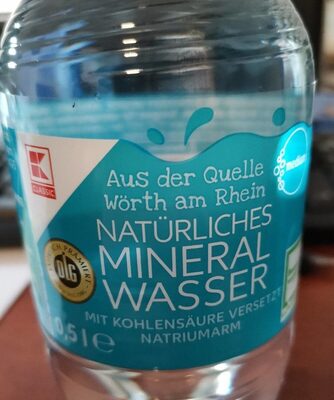 K
CLASSIC
Aus der Quelle
Wörth am Rhein
NATÜRLICHES
MINERAL
WASSER
MIT KOHLENSÄURE VERSETZT
NATRIUMARM
DLG
0,5 l e